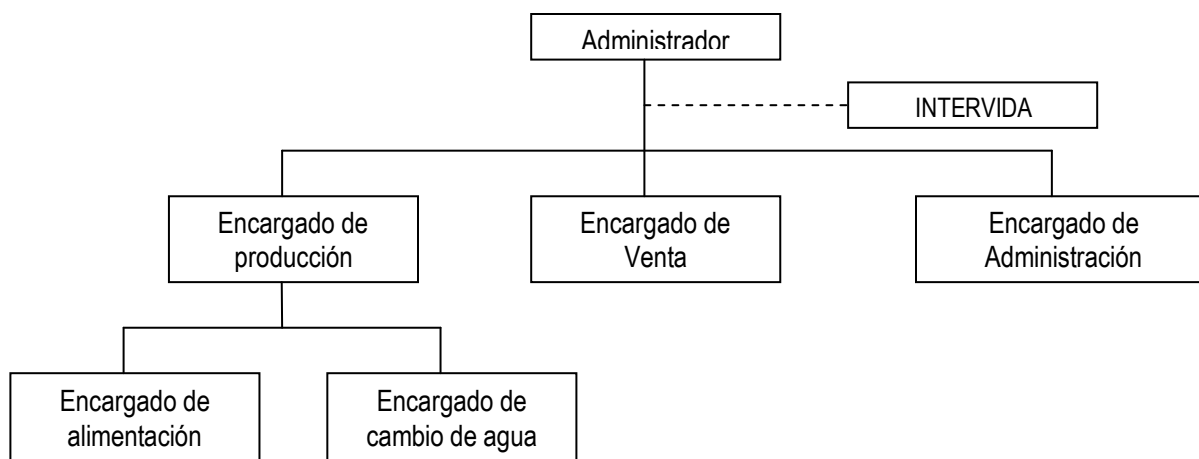 Administrador
INTERVIDA
Encargado de
producción
Encargado de
Venta
Encargado de
Administración
Encargado de
alimentación
Encargado de
cambio de agua